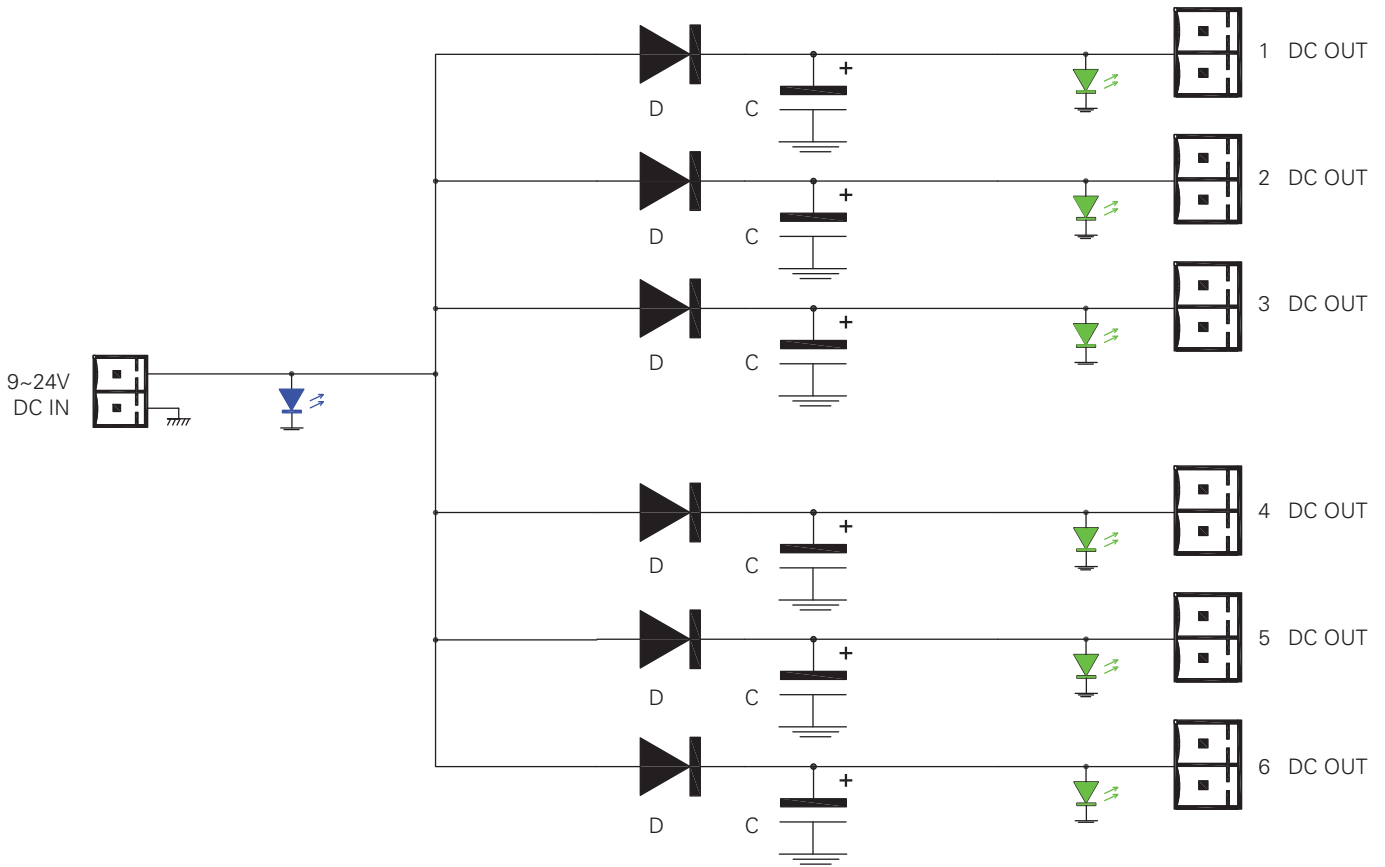 1 DC OUT
+
D C
2 DC OUT
+
D C
3 DC OUT
+
D C
9~24V
DC IN
4 DC OUT
+
D C
5 DC OUT
+
D C
6 DC OUT
+
D C